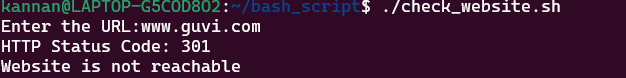 kannan@LAPTOP-G5COD8O2:~/bash_script$ ./check_website.sh
Enter the URL:www.guvi.com
HTTP Status Code: 301
Website is not reachable